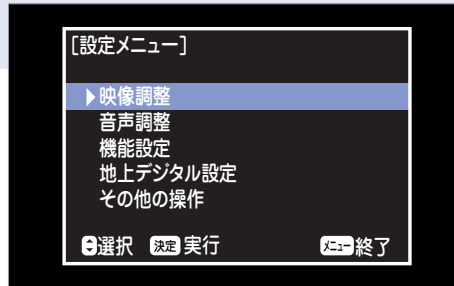 [設定メニュー]
▶映像調整
音声調整
機能設定
地上デジタル設定
その他の操作
選択 決定 実行 メニュー 終了